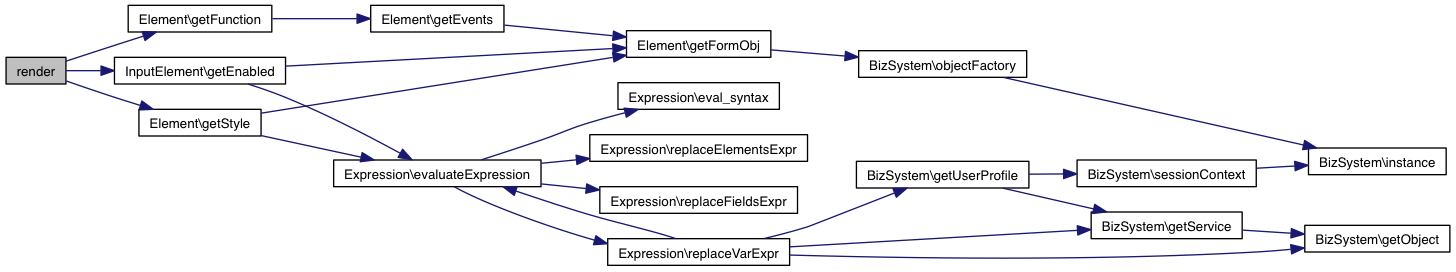 render
Element\getFunction
InputElement\getEnabled
Element\getStyle
Element\getEvents
Expression\evaluateExpression
Element\getFormObj
Expression\eval_syntax
Expression\replaceElementsExpr
Expression\replaceFieldsExpr
Expression\replaceVarExpr
BizSystem\objectFactory
BizSystem\getUserProfile
BizSystem\sessionContext
BizSystem\getService
BizSystem\instance
BizSystem\getObject